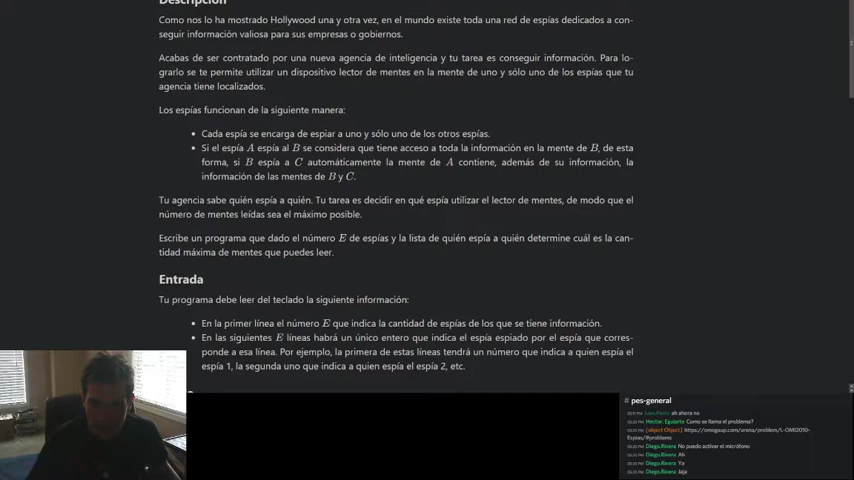 Descripción
Como nos lo ha mostrado Hollywood una y otra vez, en el mundo existe toda una red de espías dedicados a con-
seguir información valiosa para sus empresas o gobiernos.
Acabas de ser contratado por una nueva agencia de inteligencia y tu tarea es conseguir información. Para lo-
grarlo se te permite utilizar un dispositivo lector de mentes en la mente de uno y sólo uno de los espías que tu
agencia tiene localizados.
Los espías funcionan de la siguiente manera:
• Cada espía se encarga de espiar a uno y sólo uno de los otros espías.
• Si el espía A espía al B se considera que tiene acceso a toda la información en la mente de B, de esta
forma, si B espía a C automáticamente la mente de A contiene, además de su información, la
información de las mentes de B y C.
Tu agencia sabe quién espía a quién. Tu tarea es decidir en qué espía utilizar el lector de mentes, de modo que el
número de mentes leídas sea el máximo posible.
Escribe un programa que dado el número E de espías y la lista de quién espía a quién determine cuál es la can-
tidad máxima de mentes que puedes leer.
Entrada
Tu programa debe leer del teclado la siguiente información:
• En la primer línea el número E que indica la cantidad de espías de los que se tiene información.
• En las siguientes E líneas habrá un único entero que indica el espía espiado por el espía que corres-
ponde a esa línea. Por ejemplo, la primera de estas líneas tendrá un número que indica a quien espía el
espía 1, la segunda uno que indica a quien espía el espía 2, etc.
# pes-general
ah ahora no
Héctor. Eguiarte Como se llama el problema?
[object Object] https://omegaup.com/arena/problem/t-OMI2010-
Espias/#problems
Diego.Rivera No puedo activar el micrófono
Diego.Rivera Ah
Diego.Rivera Ya
Diego.Rivera Jaja